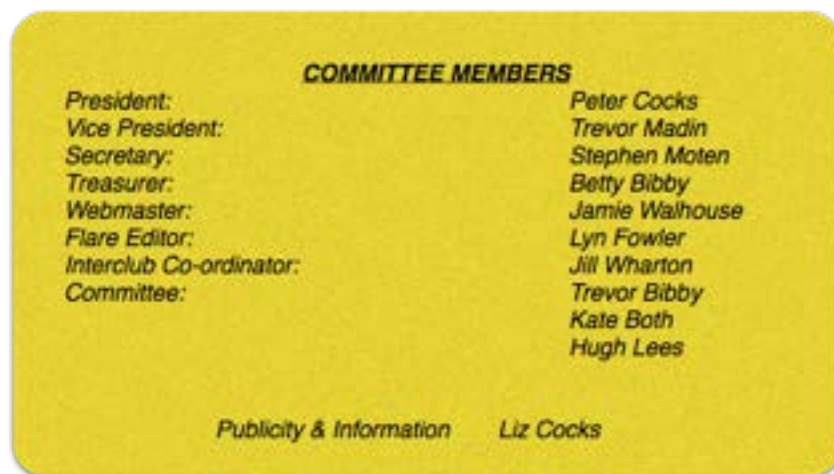 COMMITTEE MEMBERS
President: Peter Cocks
Vice President: Trevor Madin
Secretary: Stephen Moten
Treasurer: Betty Bibby
Webmaster: Jamie Walhouse
Flare Editor: Lyn Fowler
Interclub Co-ordinator: Jill Wharton
Committee: Trevor Bibby
Kate Both
Hugh Lees
Publicity & Information Liz Cocks